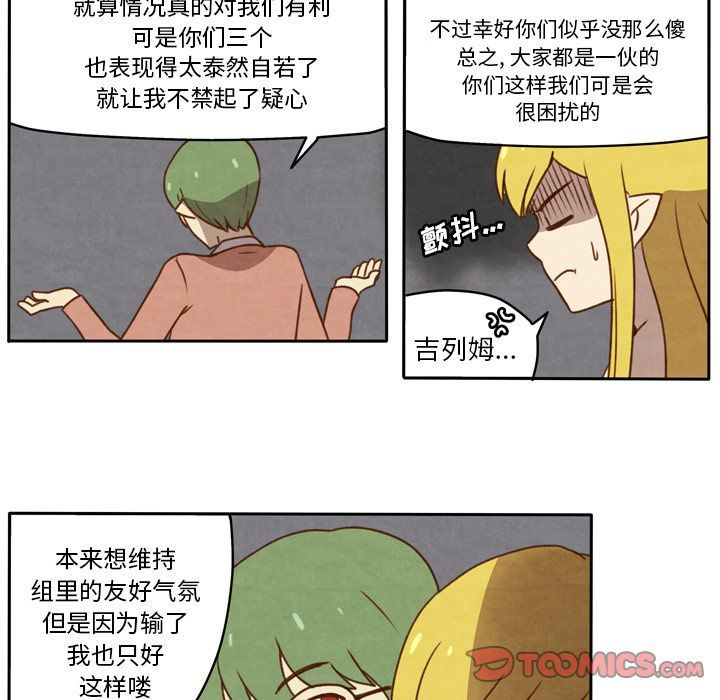 就算情况真的对我们有利
可是你们三个
也表现得太泰然自若了
就让我不禁起了疑心
不过幸好你们似乎没那么傻
总之, 大家都是一伙的
你们这样我们可是会
很困扰的
颤抖...
吉列姆...
本来想维持
组里的友好气氛
但是因为输了
我也只好
这样喽
TOOMICS.COM